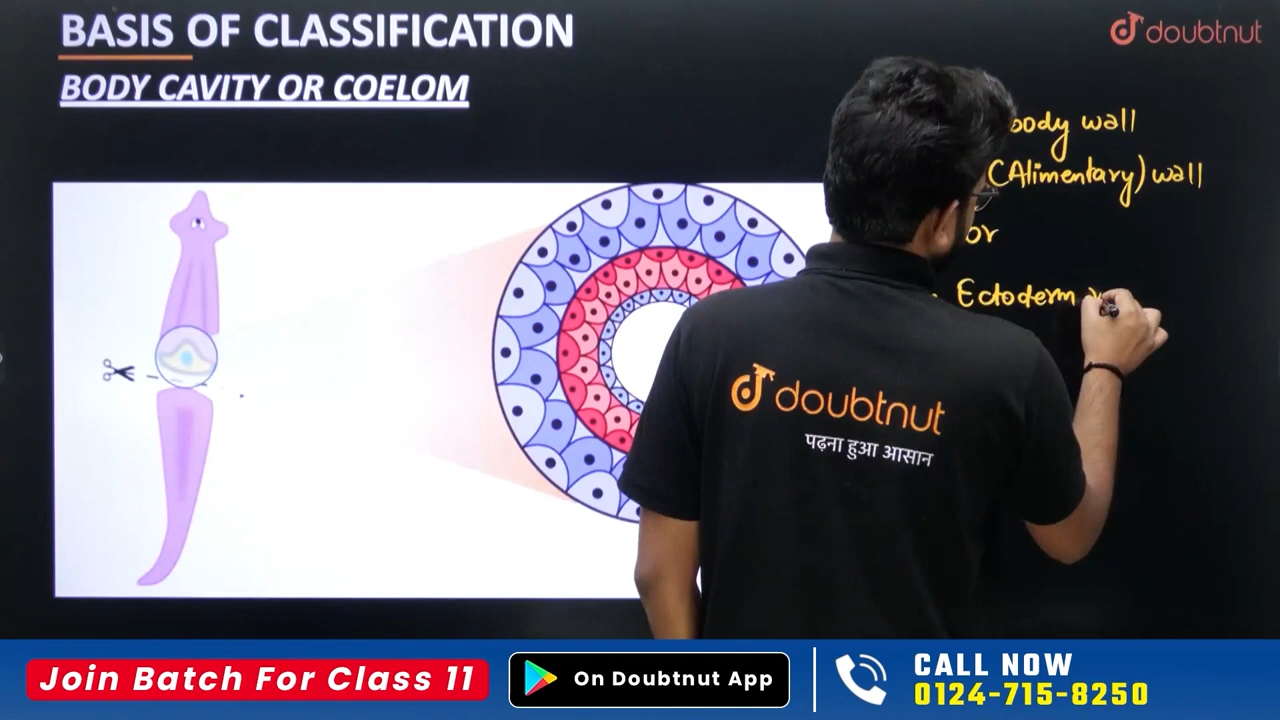 BASIS OF CLASSIFICATION
BODY CAVITY OR COELOM
doubtnut
body wall
(Alimentary) wall
or
Ectoderm
doubtnut
पढ़ना हुआ आसान
Join Batch For Class 11
On Doubtnut App
CALL NOW
0124-715-8250